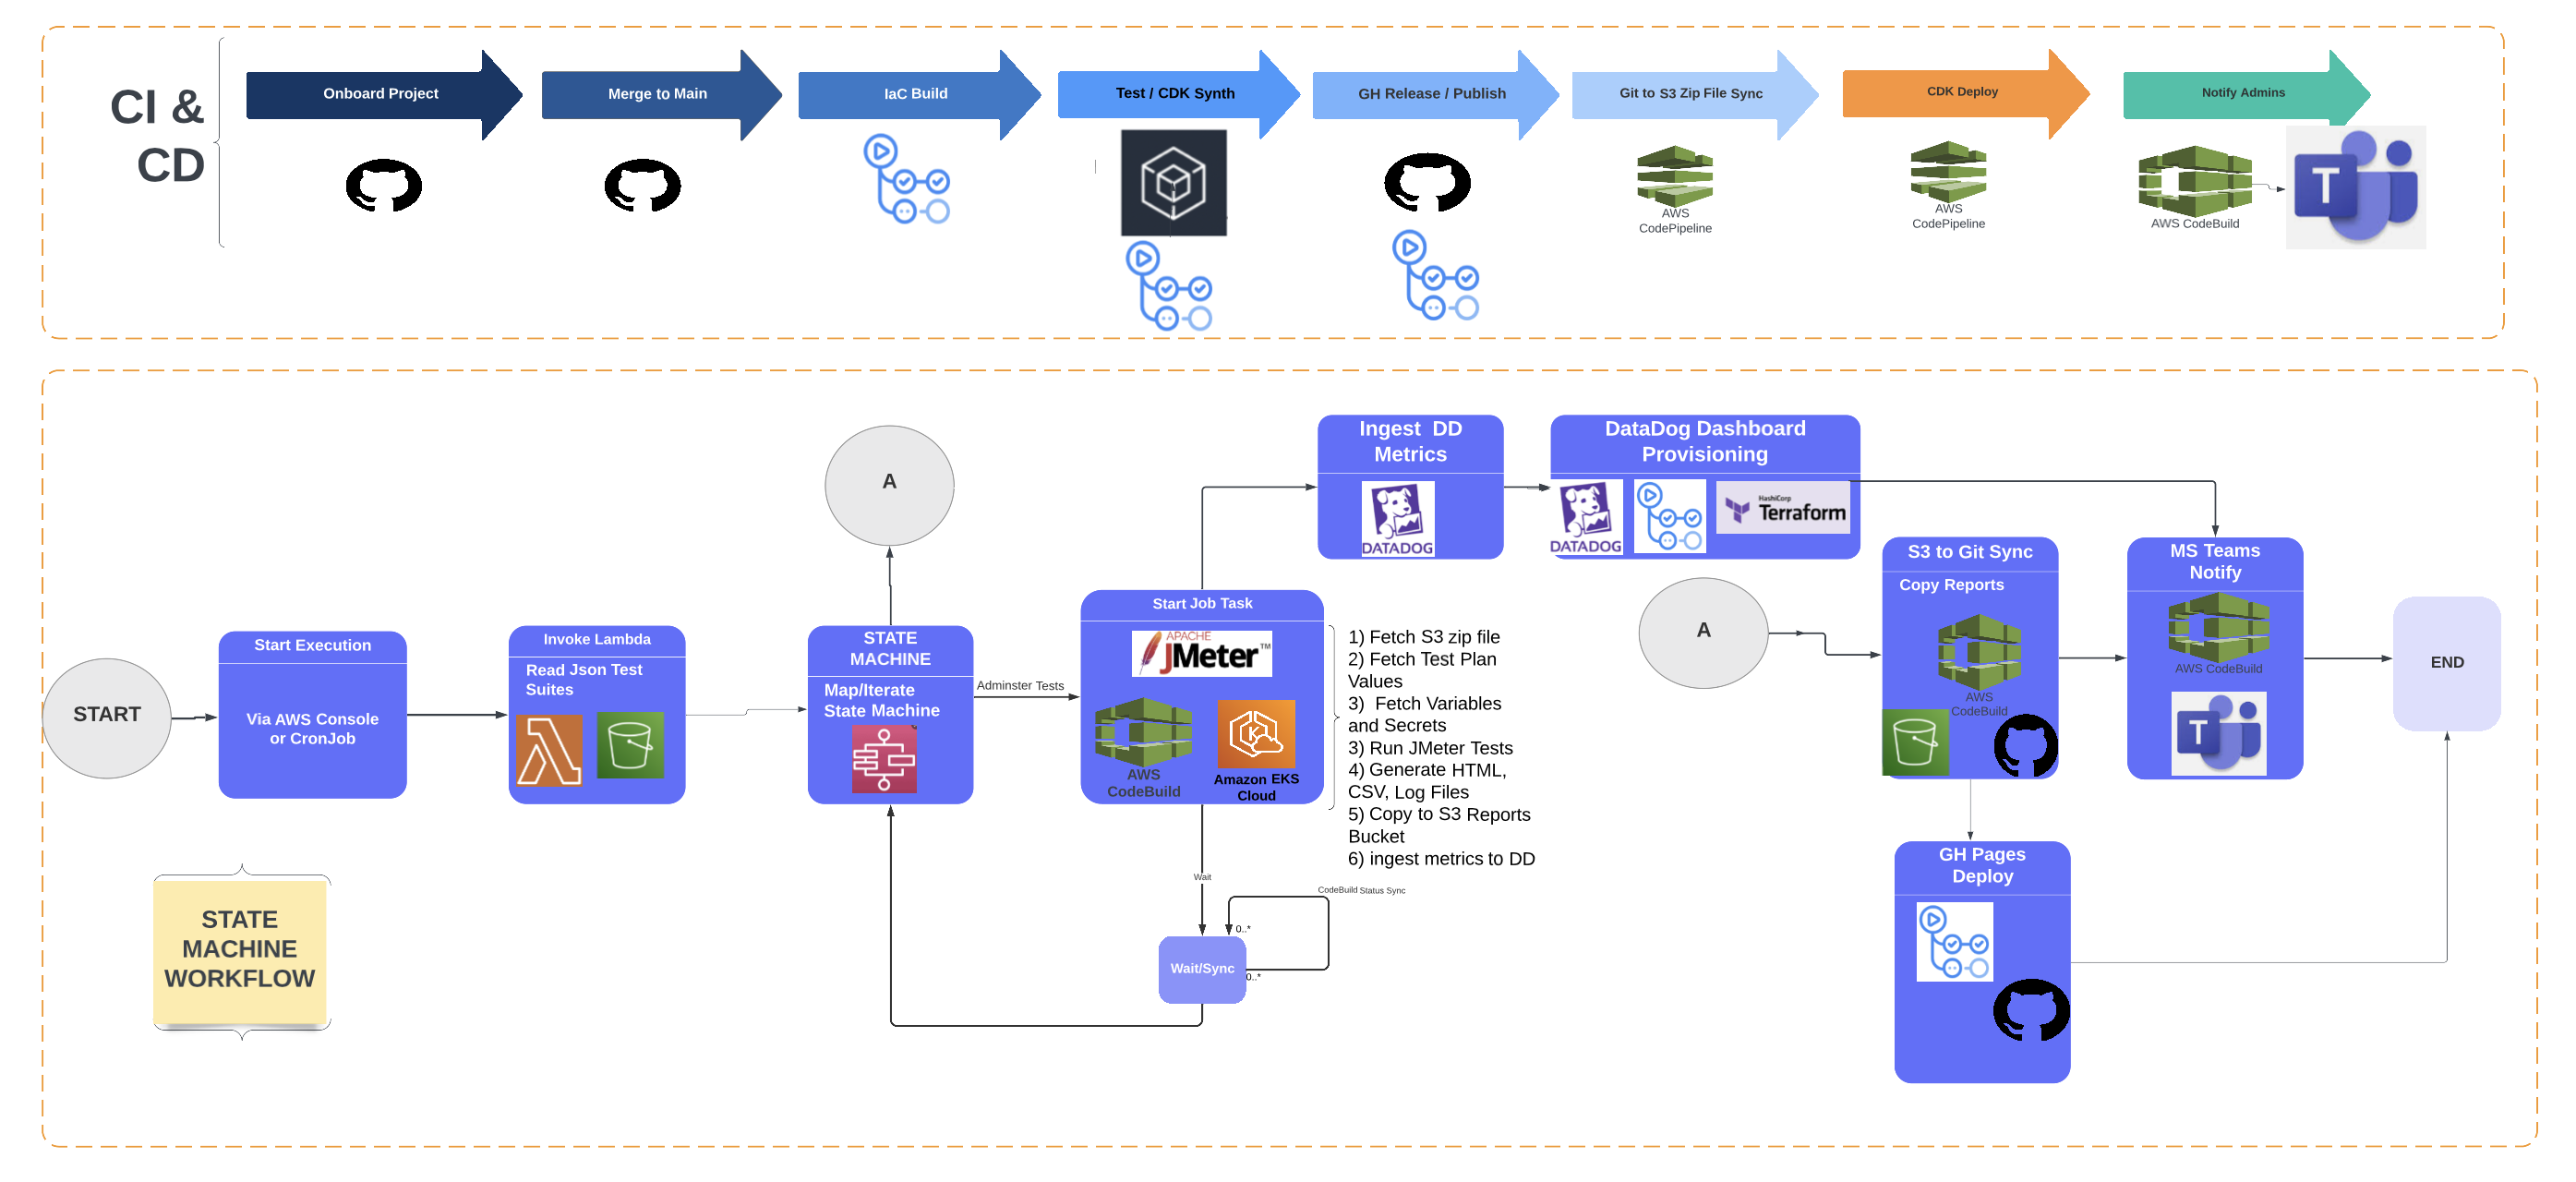 CI &
CD
Onboard Project
Merge to Main
IaC Build
Test / CDK Synth
GH Release / Publish
Git to S3 Zip File Sync
CDK Deploy
Notify Admins
AWS
CodePipeline
AWS
CodePipeline
AWS CodeBuild
T
START
Start Execution
Via AWS Console
or CronJob
Invoke Lambda
Read Json Test
Suites
A
STATE
MACHINE
Map/Iterate
State Machine
Adminster Tests
Start Job Task
APACHE
JMeter™
AWS
CodeBuild
Amazon EKS
Cloud
1) Fetch S3 zip file
2) Fetch Test Plan
Values
3)  Fetch Variables
and Secrets
3) Run JMeter Tests
4) Generate HTML,
CSV, Log Files
5) Copy to S3 Reports
Bucket
6) ingest metrics to DD
Ingest  DD
Metrics
DATADOG
DataDog Dashboard
Provisioning
DATADOG
HashiCorp
Terraform
A
S3 to Git Sync
Copy Reports
AWS
CodeBuild
MS Teams
Notify
AWS CodeBuild
T
END
GH Pages
Deploy
Wait
CodeBuild Status Sync
0..*
Wait/Sync
0..*
STATE
MACHINE
WORKFLOW